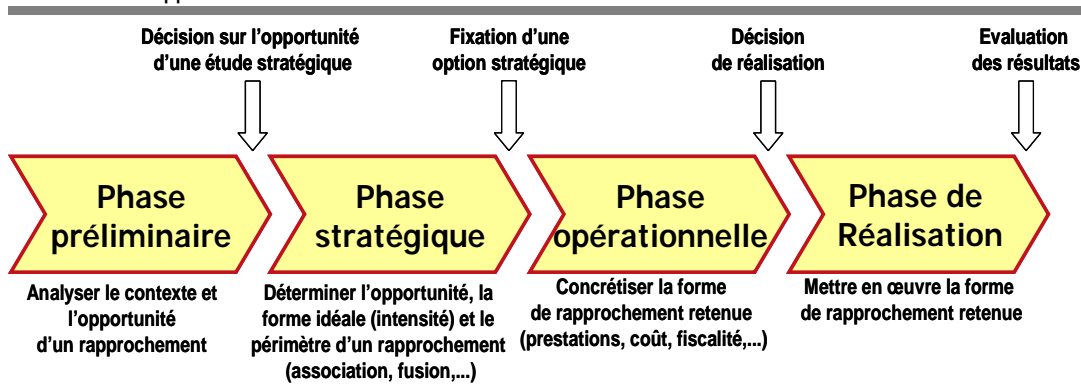 Décision sur l'opportunité
d'une étude stratégique
Fixation d'une
option stratégique
Décision
de réalisation
Evaluation
des résultats
Phase
préliminaire
Phase
stratégique
Phase
opérationnelle
Phase de
Réalisation
Analyser le contexte et
l'opportunité
d'un rapprochement
Déterminer l'opportunité, la
forme idéale (intensité) et le
périmètre d'un rapprochement
(association, fusion,...)
Concrétiser la forme
de rapprochement retenue
(prestations, coût, fiscalité,...)
Mettre en œuvre la forme
de rapprochement retenue